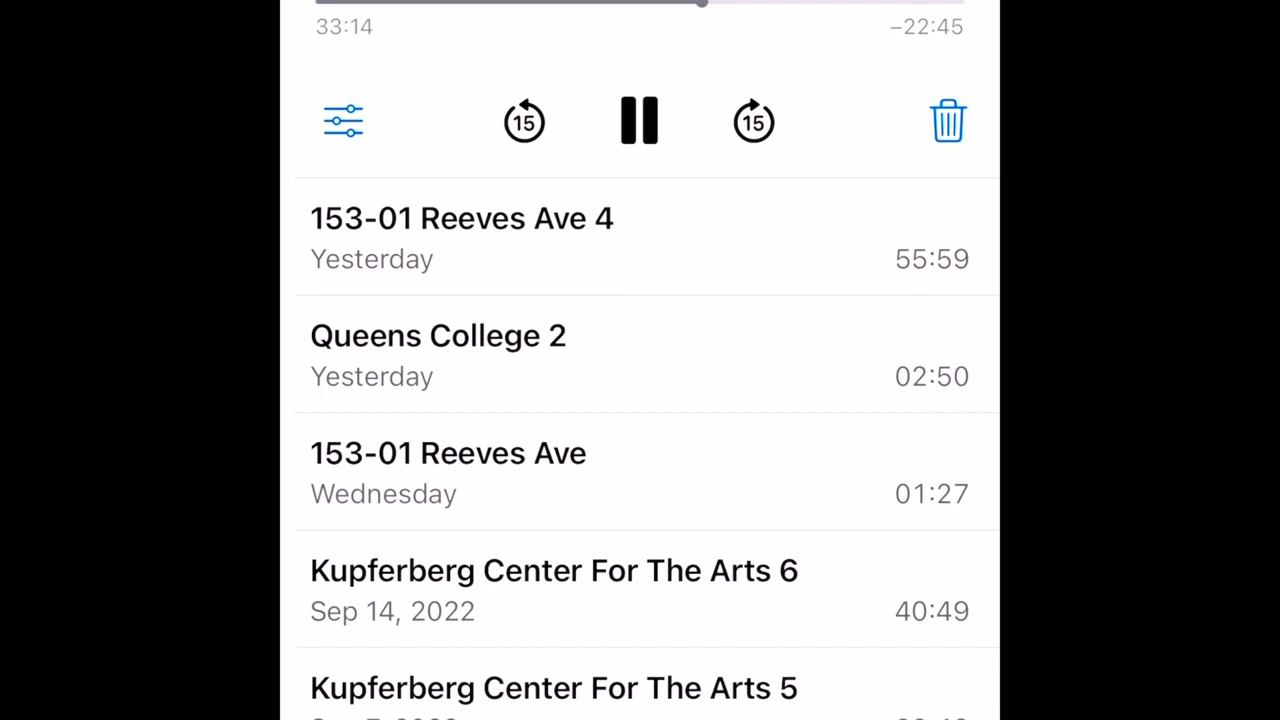 33:14
–22:45
15
15
153-01 Reeves Ave 4
Yesterday
55:59
Queens College 2
Yesterday
02:50
153-01 Reeves Ave
Wednesday
01:27
Kupferberg Center For The Arts 6
Sep 14, 2022
40:49
Kupferberg Center For The Arts 5